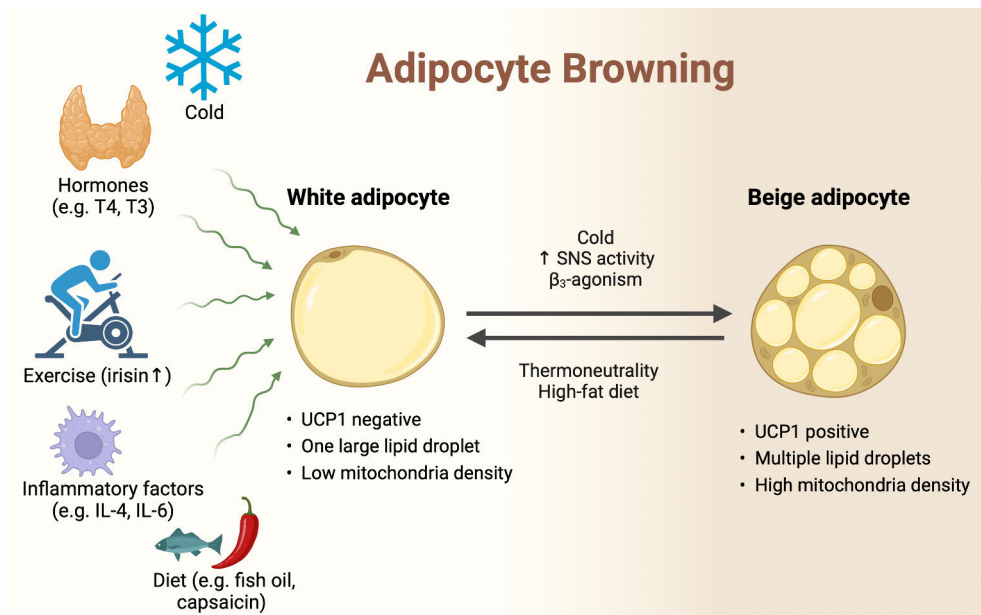 Adipocyte Browning
Cold
Hormones
(e.g. T4, T3)
Exercise (irisin↑)
Inflammatory factors
(e.g. IL-4, IL-6)
Diet (e.g. fish oil,
capsaicin)
White adipocyte
• UCP1 negative
• One large lipid droplet
• Low mitochondria density
Cold
↑ SNS activity
β₃-agonism
Thermoneutrality
High-fat diet
Beige adipocyte
• UCP1 positive
• Multiple lipid droplets
• High mitochondria density